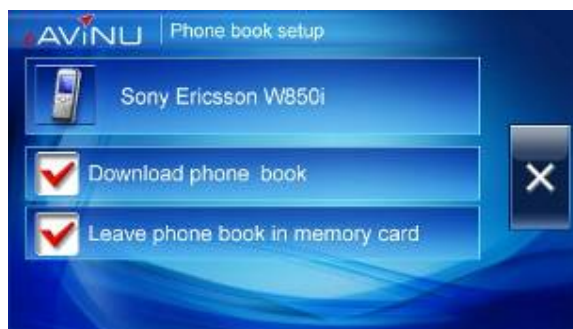 AViNU Phone book setup
Sony Ericsson W850i
Download phone book
Leave phone book in memory card